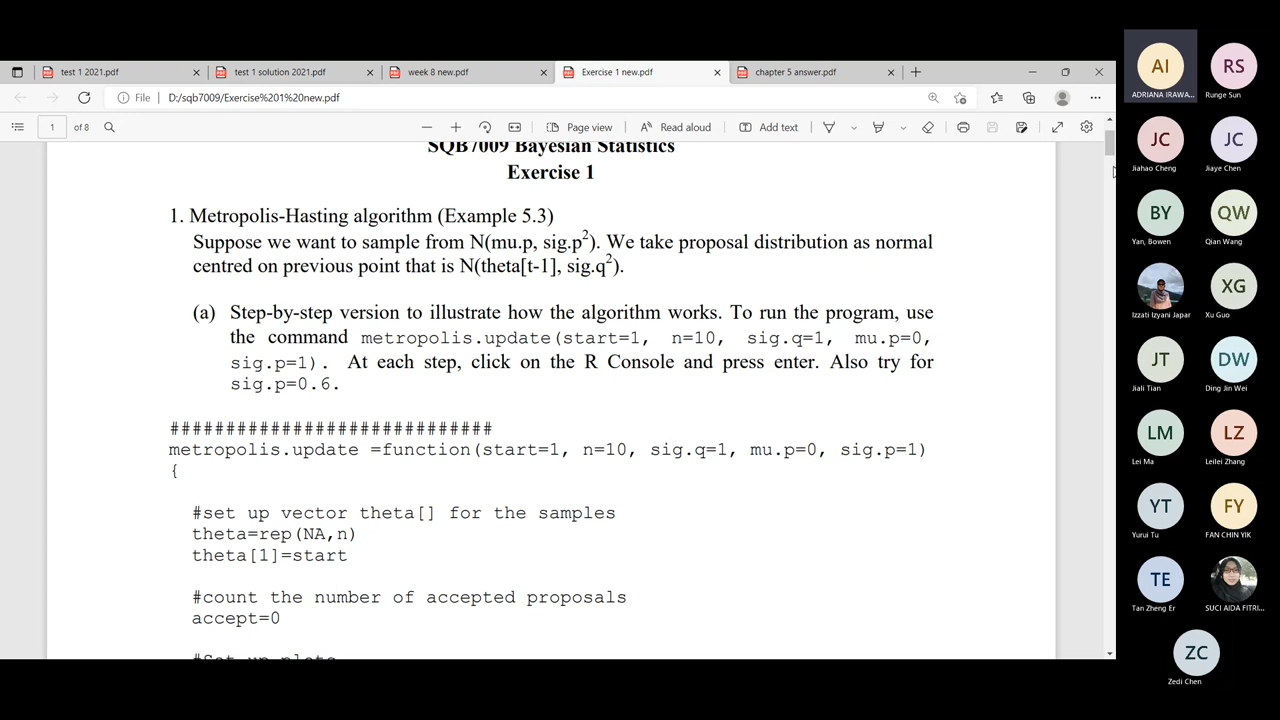 test 1 2021.pdf
test 1 solution 2021.pdf
week 8 new.pdf
Exercise 1 new.pdf
chapter 5 answer.pdf
File
D:/sqb7009/Exercise%201%20new.pdf
1
of 8
Page view
Read aloud
Add text
SQB7009 Bayesian Statistics
Exercise 1
1. Metropolis-Hasting algorithm (Example 5.3)
Suppose we want to sample from N(mu.p, sig.p2). We take proposal distribution as normal
centred on previous point that is N(theta[t-1], sig.q2).
(a) Step-by-step version to illustrate how the algorithm works. To run the program, use
the command metropolis.update(start=1, n=10, sig.q=1, mu.p=0,
sig.p=1). At each step, click on the R Console and press enter. Also try for
sig.p=0.6.
#############################
metropolis.update =function(start=1, n=10, sig.q=1, mu.p=0, sig.p=1)
{
#set up vector theta[] for the samples
theta=rep(NA,n)
theta[1]=start
#count the number of accepted proposals
accept=0
#Set up plots
AI
ADRIANA IRAWA...
RS
Runge Sun
JC
Jiahao Cheng
JC
Jiaye Chen
BY
Yan, Bowen
QW
Qian Wang
Izzati Izyani Japar
XG
Xu Guo
JT
Jiali Tian
DW
Ding Jin Wei
LM
Lei Ma
LZ
Leilei Zhang
YT
Yurui Tu
FY
FAN CHIN YIK
TE
Tan Zheng Er
SUCI AIDA FITRI...
ZC
Zedi Chen